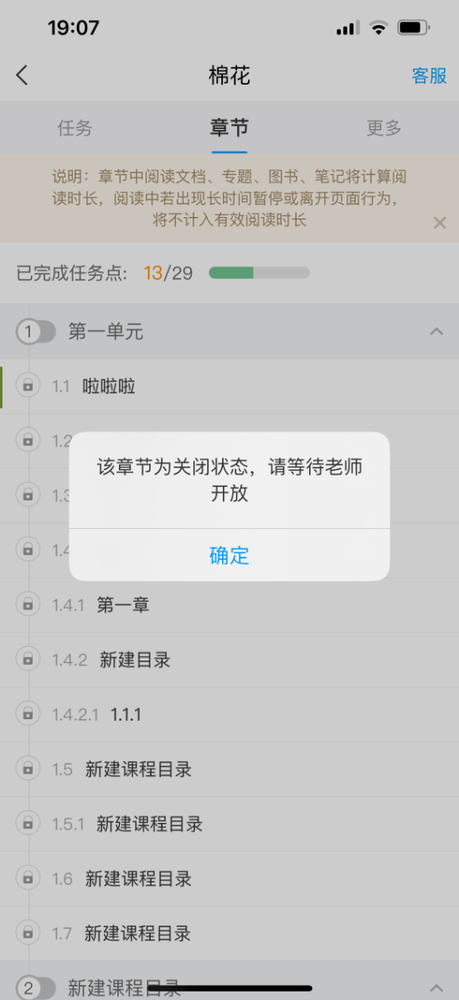 19:07
棉花
客服
任务
章节
更多
说明：章节中阅读文档、专题、图书、笔记将计算阅
读时长，阅读中若出现长时间暂停或离开页面行为，
将不计入有效阅读时长
已完成任务点: 13/29
1 第一单元
1.1 啦啦啦
1.2
1.3
1.4
该章节为关闭状态，请等待老师
开放
确定
1.4.1 第一章
1.4.2 新建目录
1.4.2.1 1.1.1
1.5 新建课程目录
1.5.1 新建课程目录
1.6 新建课程目录
1.7 新建课程目录
2 新建课程目录